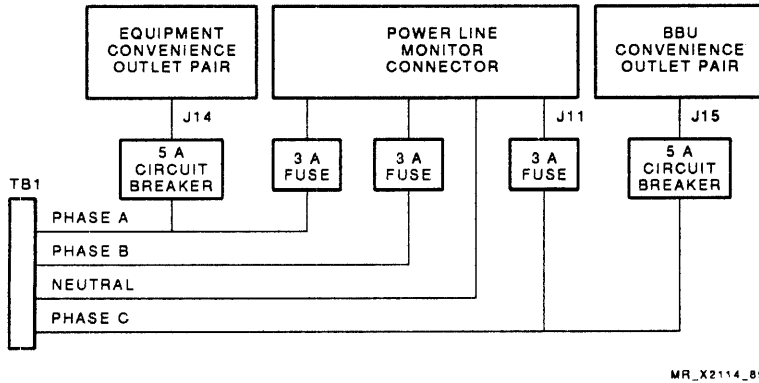 EQUIPMENT
CONVENIENCE
OUTLET PAIR
POWER LINE
MONITOR
CONNECTOR
BBU
CONVENIENCE
OUTLET PAIR
J14
J11
J15
5 A
CIRCUIT
BREAKER
3 A
FUSE
3 A
FUSE
3 A
FUSE
5 A
CIRCUIT
BREAKER
TB1
PHASE A
PHASE B
NEUTRAL
PHASE C